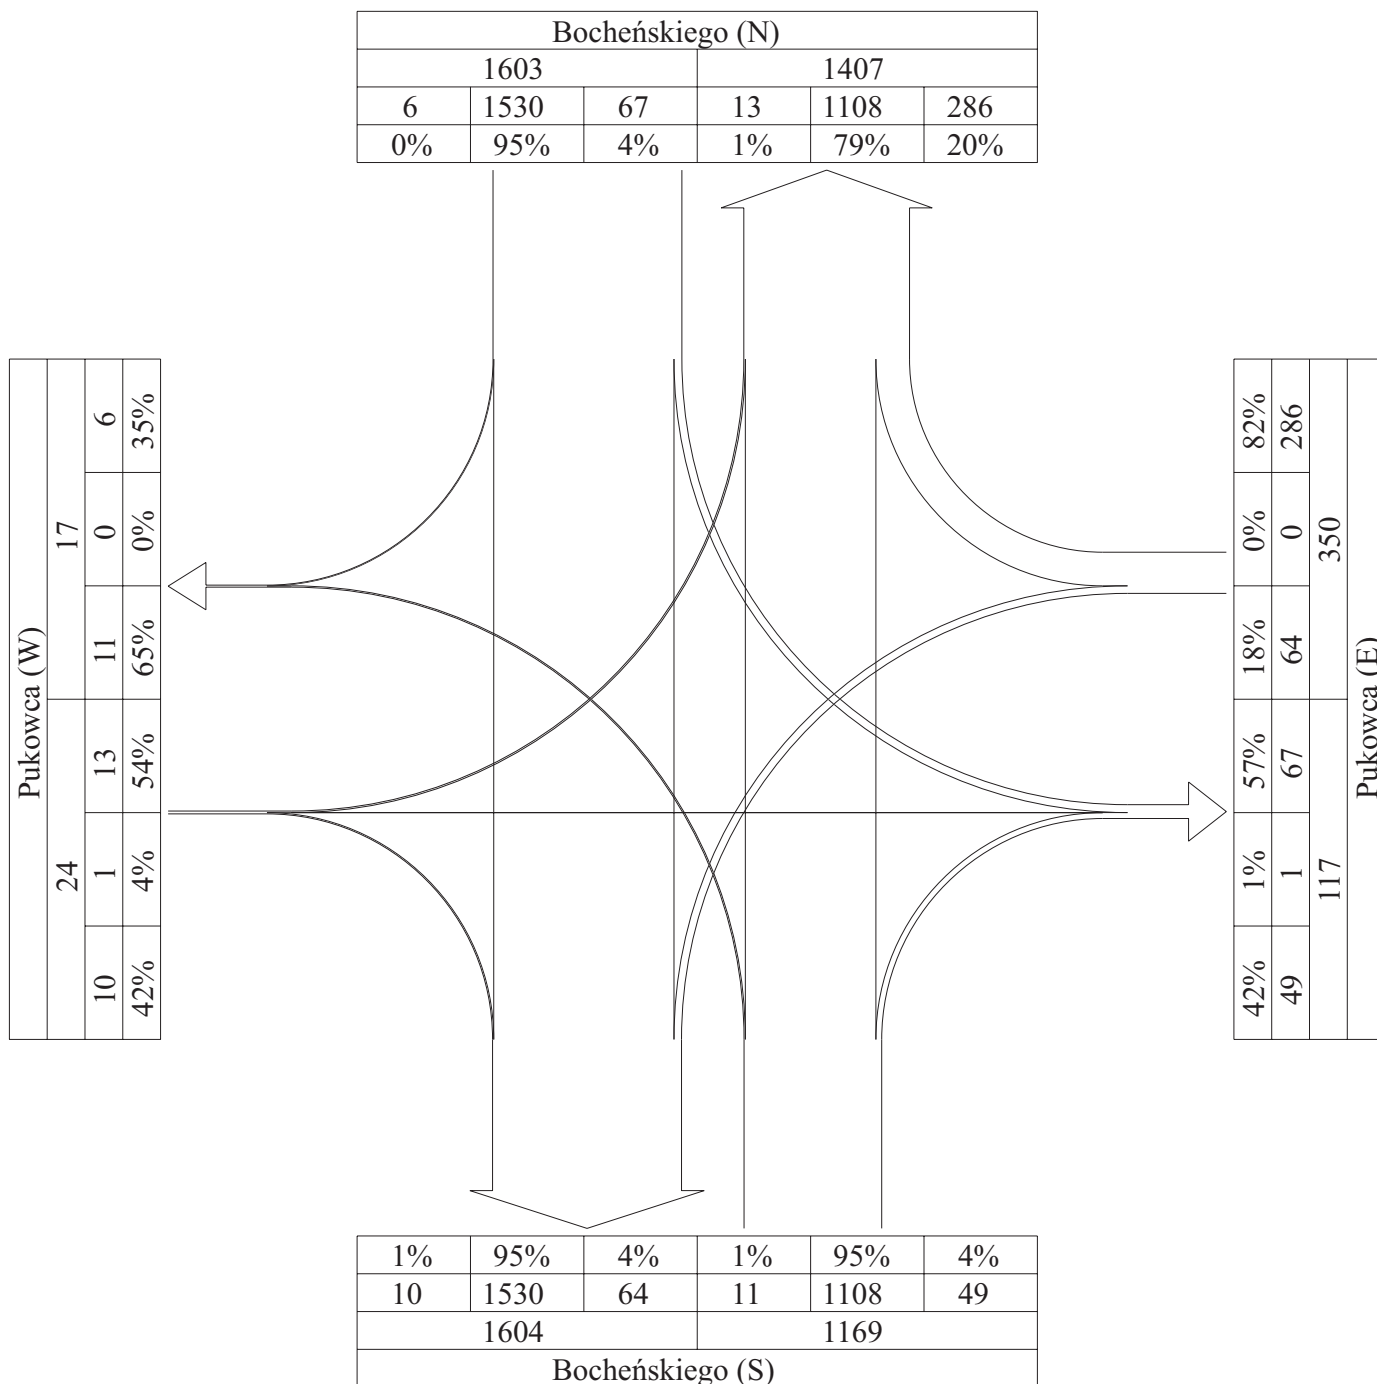 Bocheńskiego (N)
1603 1407
6 1530 67 13 1108 286
0% 95% 4% 1% 79% 20%
Pukowca (W)
17 24
6 0 11 13 1 10
35% 0% 65% 54% 4% 42%
82% 0% 18% 57% 1% 42%
286 0 64 67 1 49
350 117
Pukowca (E)
1% 95% 4% 1% 95% 4%
10 1530 64 11 1108 49
1604 1169
Bocheńskiego (S)